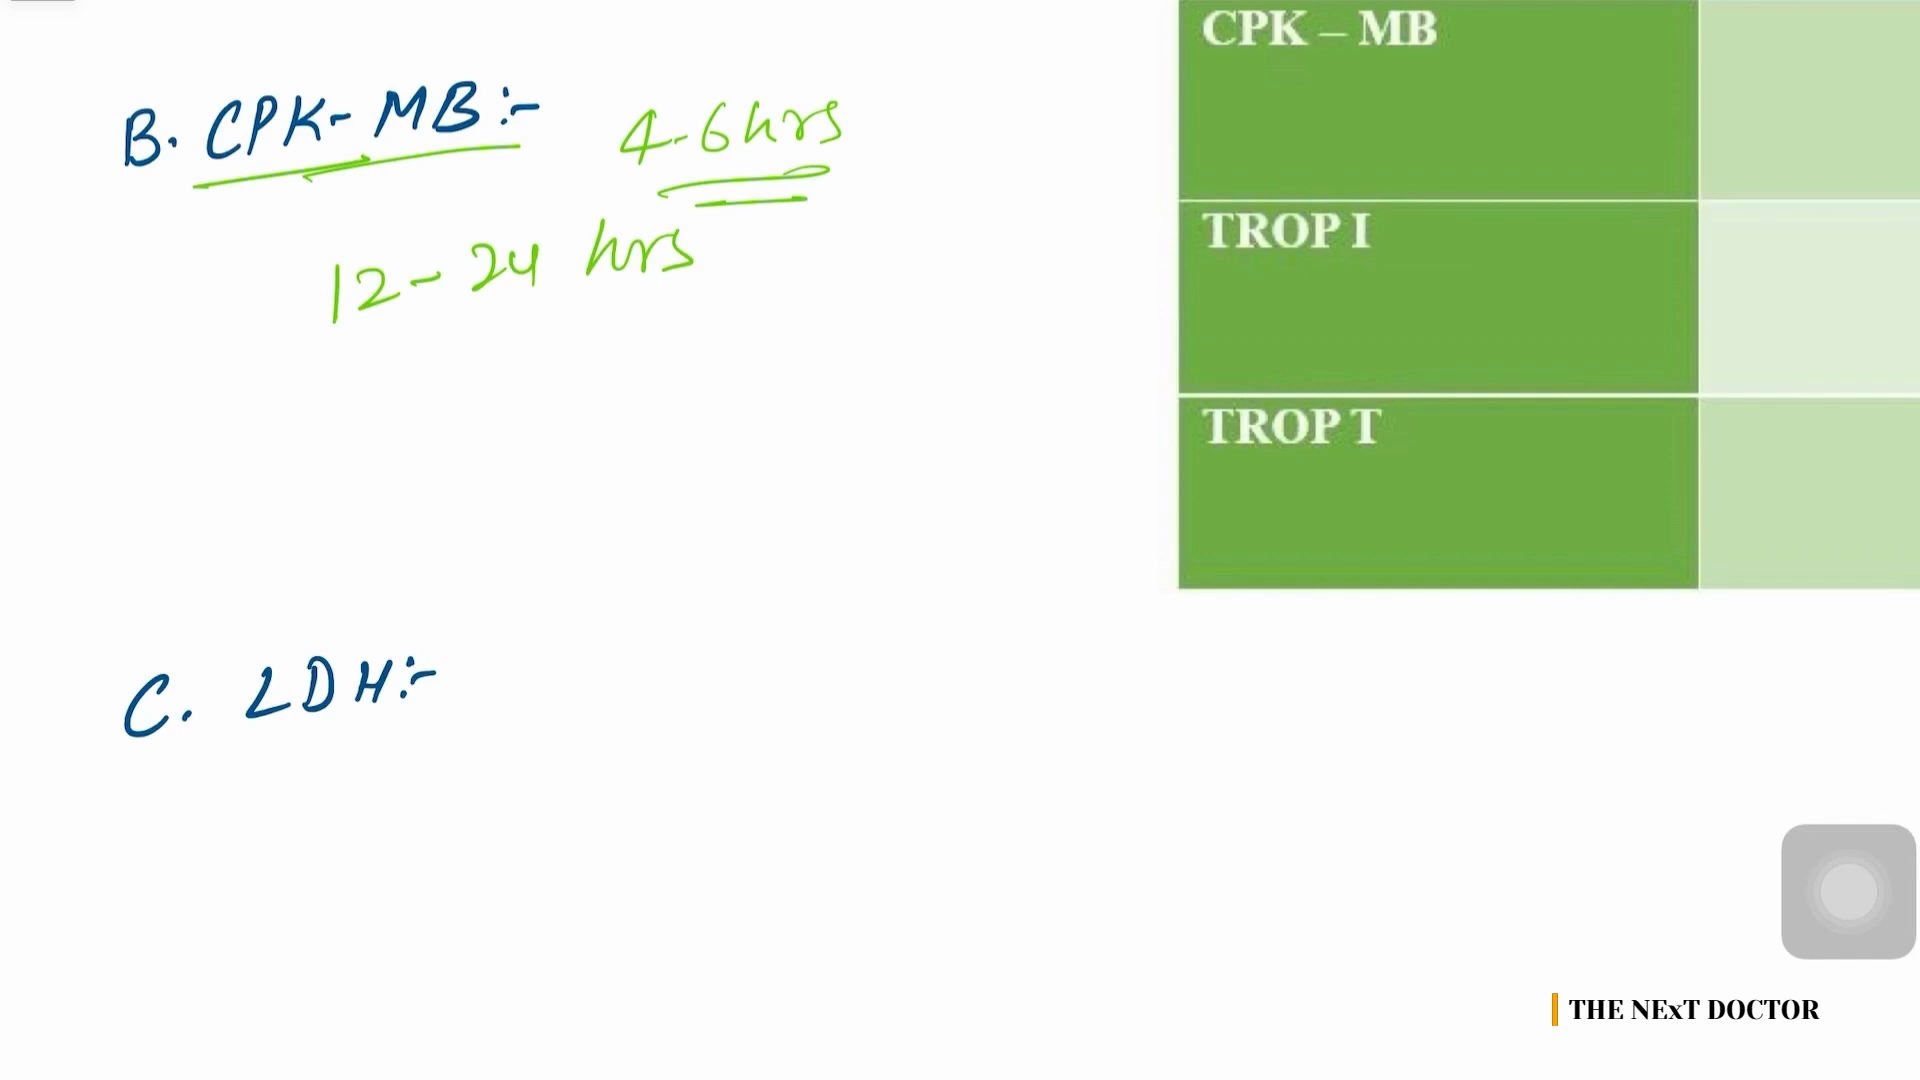 B. CPK- MB:- 4-6 hrs
12- 24 hrs
C. LDH:-
CPK – MB
TROP I
TROP T
THE NExT DOCTOR